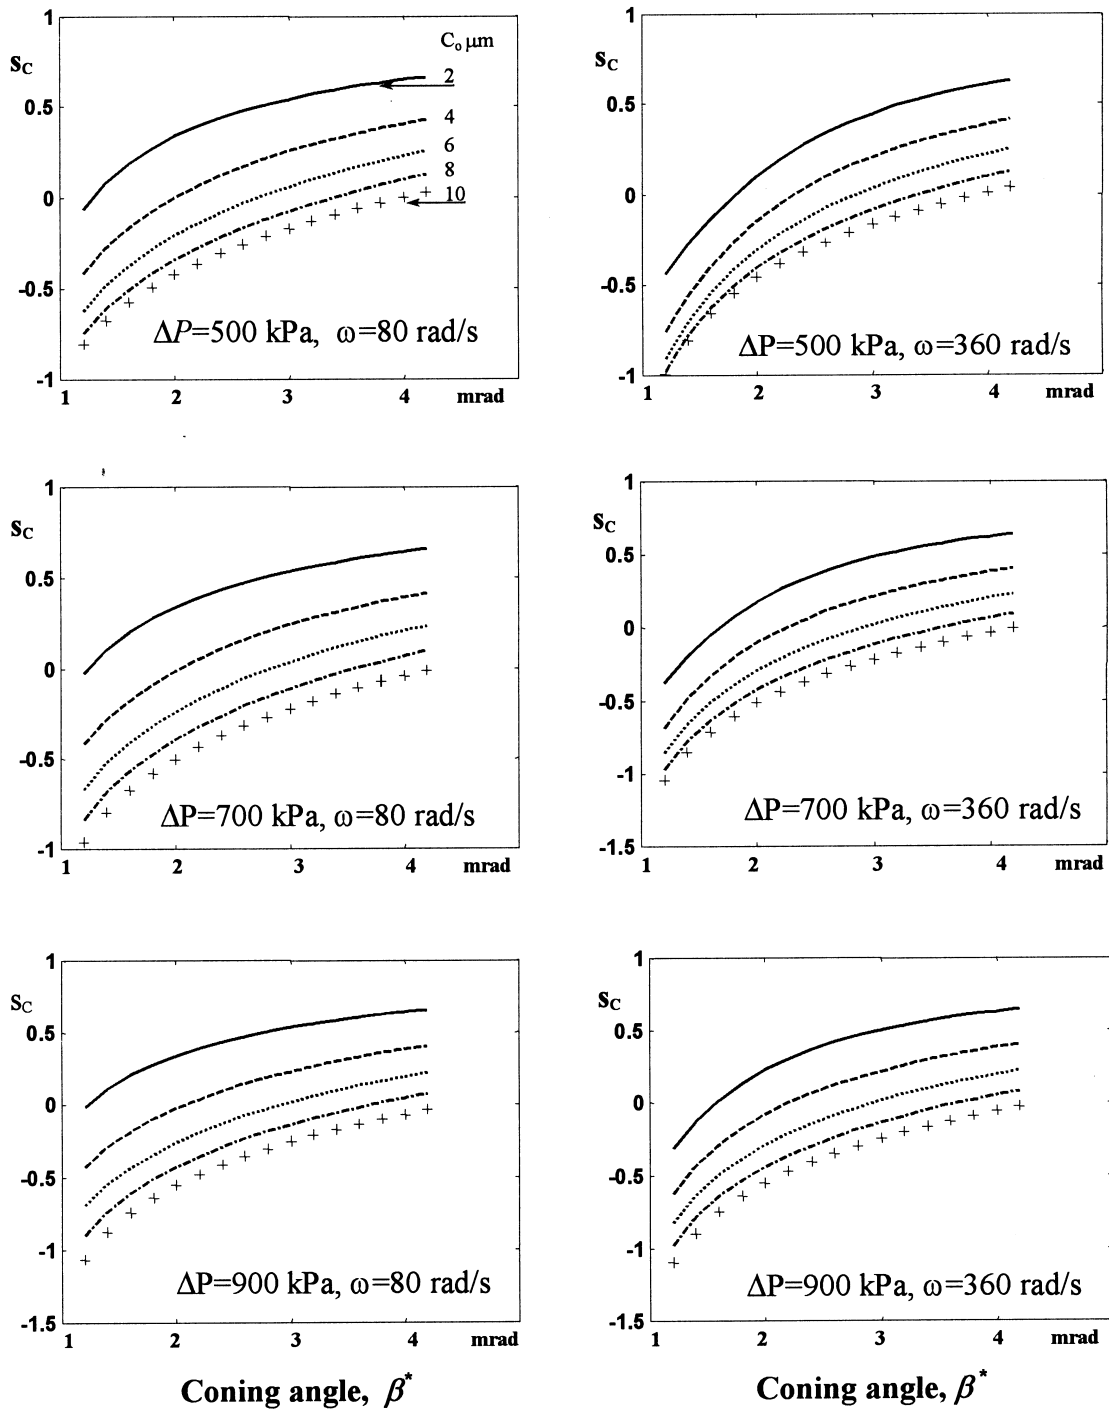 1
C₀ μm
s_C
2
0.5
4
6
8
0
10
-0.5
ΔP=500 kPa, ω=80 rad/s
-1
1 2 3 4 mrad
1
s_C
0.5
0
-0.5
ΔP=500 kPa, ω=360 rad/s
-1
1 2 3 4 mrad
1
s_C
0.5
0
-0.5
ΔP=700 kPa, ω=80 rad/s
-1
1 2 3 4 mrad
1
s_C
0.5
0
-0.5
-1
ΔP=700 kPa, ω=360 rad/s
-1.5
1 2 3 4 mrad
1
S_C
0.5
0
-0.5
-1
ΔP=900 kPa, ω=80 rad/s
-1.5
1 2 3 4 mrad
Coning angle, β*
1
s_C
0.5
0
-0.5
-1
ΔP=900 kPa, ω=360 rad/s
-1.5
1 2 3 4 mrad
Coning angle, β*